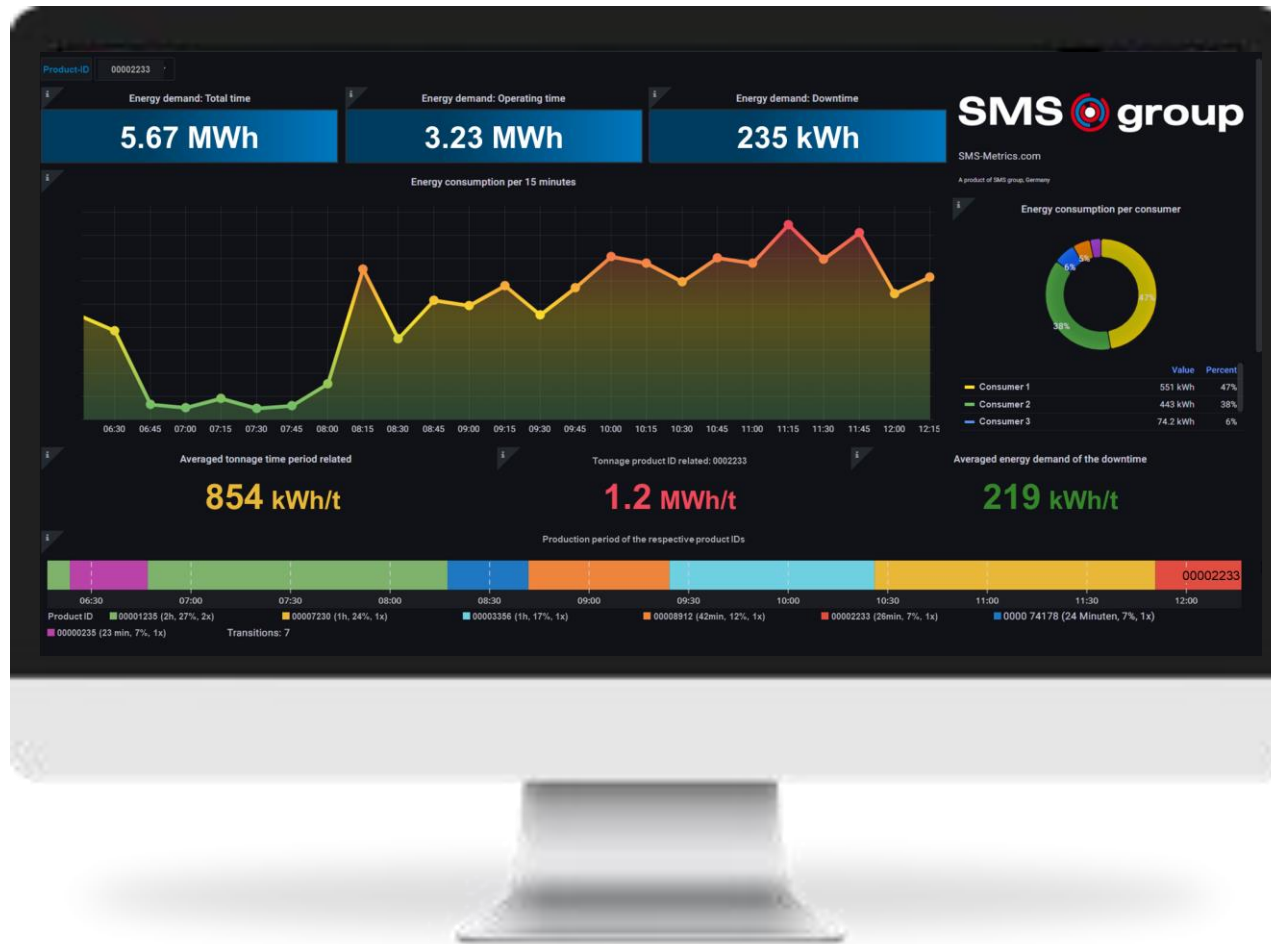 Product-ID 00002233
Energy demand: Total time
5.67 MWh
Energy demand: Operating time
3.23 MWh
Energy demand: Downtime
235 kWh
SMS group
SMS-Metrics.com
A product of SMS group, Germany
Energy consumption per 15 minutes
06:30 06:45 07:00 07:15 07:30 07:45 08:00 08:15 08:30 08:45 09:00 09:15 09:30 09:45 10:00 10:15 10:30 10:45 11:00 11:15 11:30 11:45 12:00 12:15
Energy consumption per consumer
5%
6%
47%
38%
Value Percent
Consumer 1 551 kWh 47%
Consumer 2 443 kWh 38%
Consumer 3 74.2 kWh 6%
Averaged tonnage time period related
854 kWh/t
Tonnage product ID related: 0002233
1.2 MWh/t
Averaged energy demand of the downtime
219 kWh/t
Production period of the respective product IDs
00002233
06:30 07:00 07:30 08:00 08:30 09:00 09:30 10:00 10:30 11:00 11:30 12:00
Product ID 00001235 (2h, 27%, 2x) 00007230 (1h, 24%, 1x) 00003356 (1h, 17%, 1x) 00008912 (42min, 12%, 1x) 00002233 (26min, 7%, 1x) 0000 74178 (24 Minuten, 7%, 1x)
00000235 (23 min, 7%, 1x) Transitions: 7